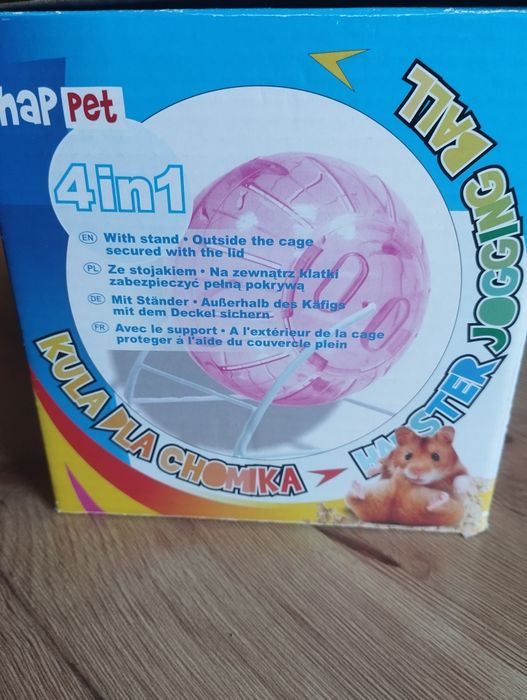 hap pet
4in1
EN With stand • Outside the cage
secured with the lid
PL Ze stojakiem • Na zewnątrz klatki
zabezpieczyć pełną pokrywą
DE Mit Ständer • Außerhalb des Käfigs
mit dem Deckel sichern
FR Avec le support • A l'extérieur de la cage
proteger á l'aide du couvercle plein
KULA DLA CHOMIKA
HAMSTER JOGGING BALL